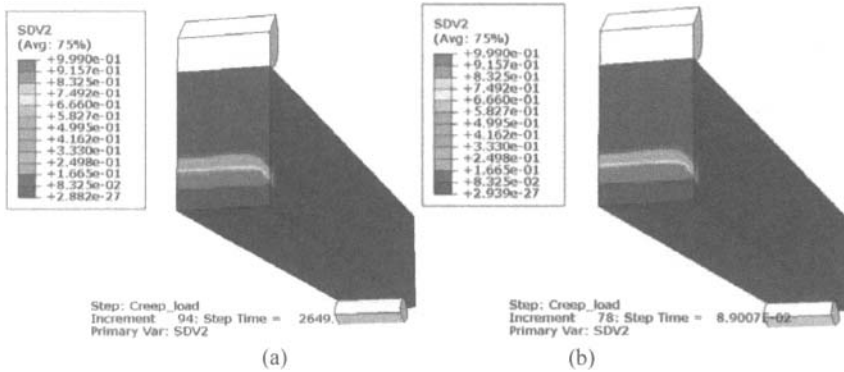 SDV2
(Avg: 75%)
+9.990e-01
+9.157e-01
+8.325e-01
+7.492e-01
+6.660e-01
+5.827e-01
+4.995e-01
+4.162e-01
+3.330e-01
+2.498e-01
+1.665e-01
+8.325e-02
+2.882e-27
Step: Creep_load
Increment 94: Step Time = 2649.
Primary Var: SDV2
(a)
SDV2
(Avg: 75%)
+9.990e-01
+9.157e-01
+8.325e-01
+7.492e-01
+6.660e-01
+5.827e-01
+4.995e-01
+4.162e-01
+3.330e-01
+2.498e-01
+1.665e-01
+8.325e-02
+2.939e-27
Step: Creep_load
Increment 78: Step Time = 8.9007E-02
Primary Var: SDV2
(b)